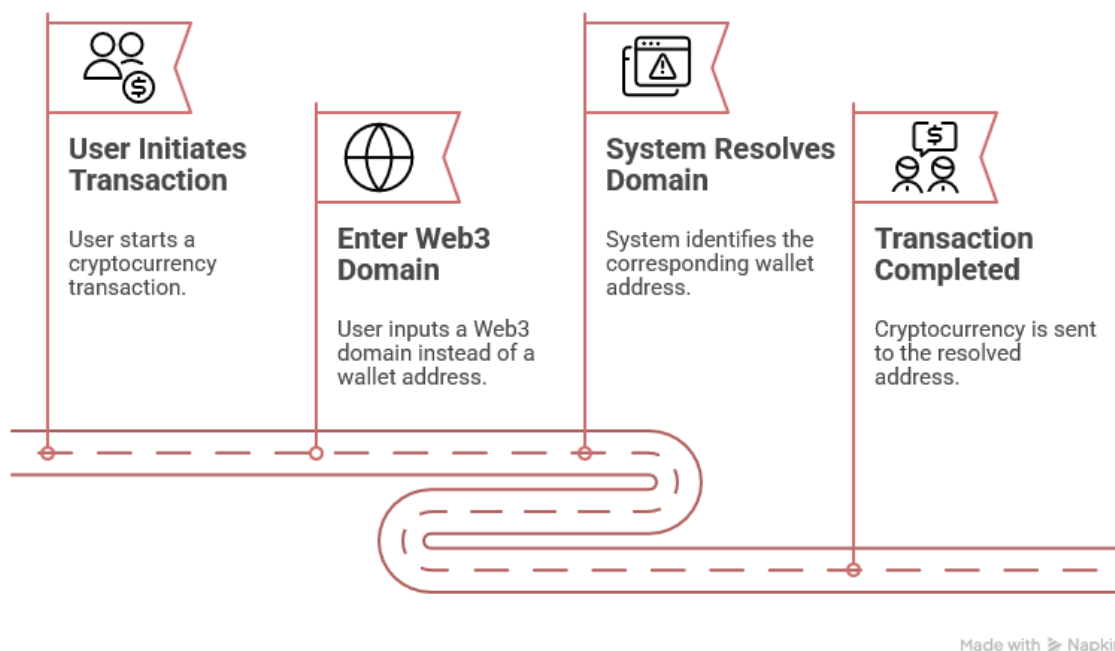 User Initiates
Transaction
User starts a
cryptocurrency
transaction.
Enter Web3
Domain
User inputs a Web3
domain instead of a
wallet address.
System Resolves
Domain
System identifies the
corresponding wallet
address.
Transaction
Completed
Cryptocurrency is sent
to the resolved
address.
Made with Napki